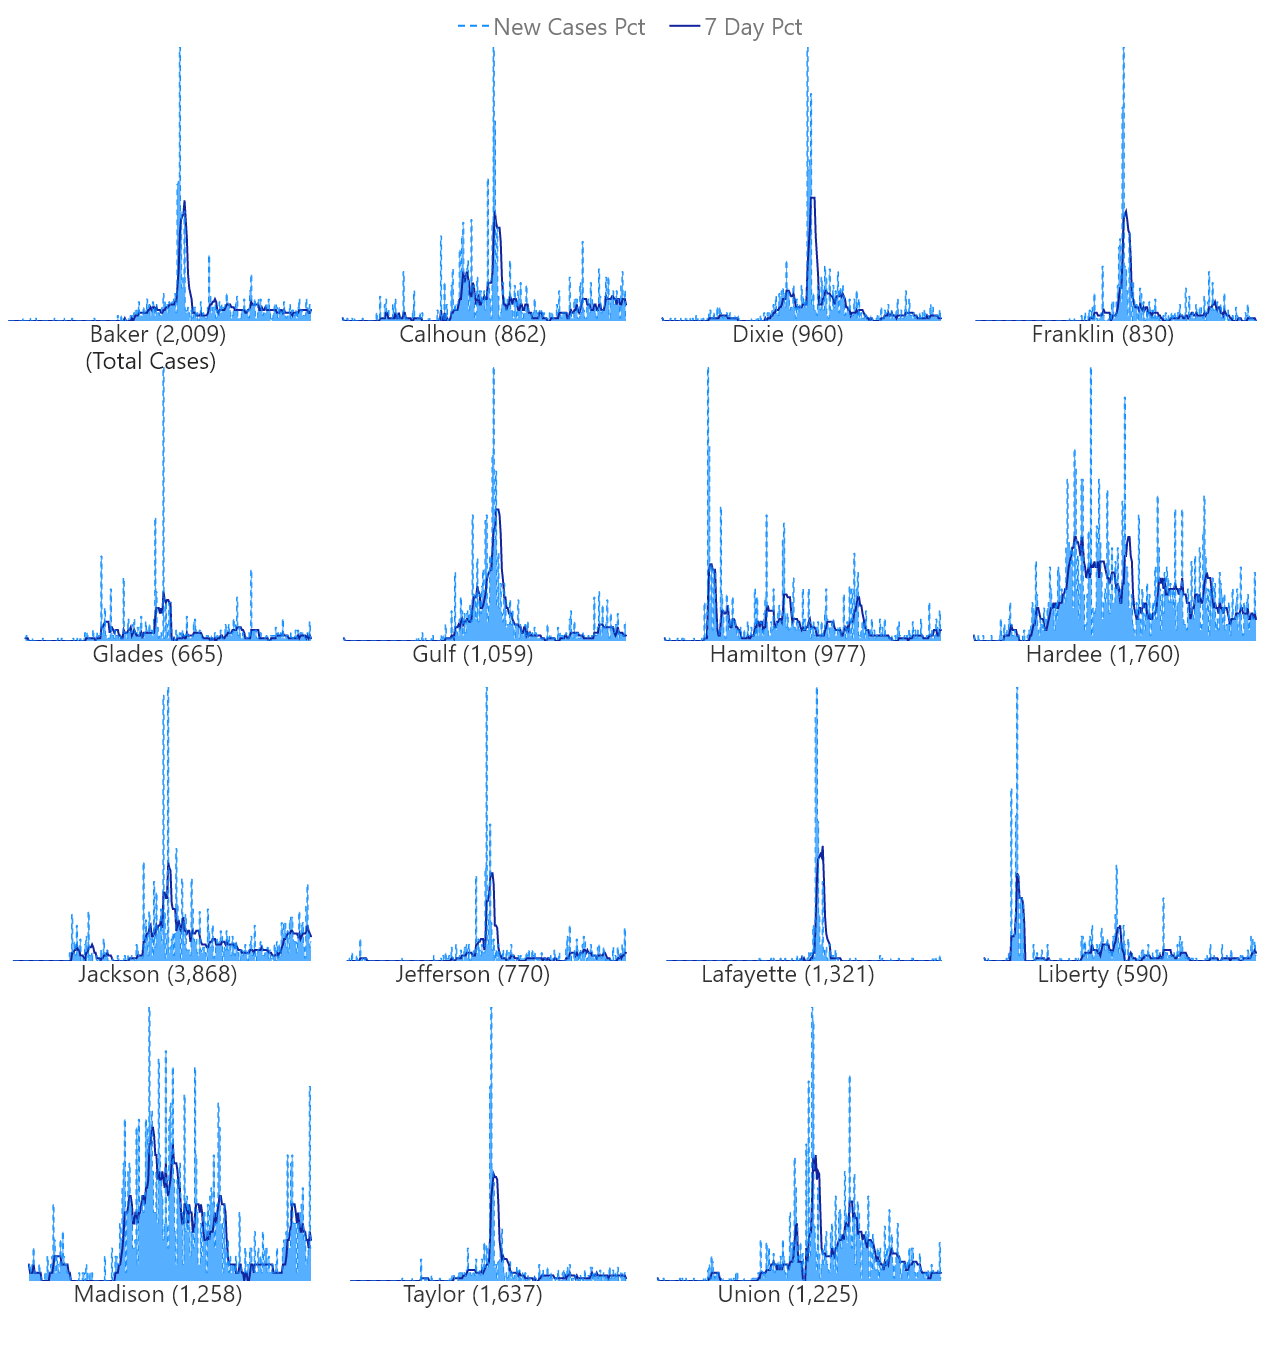 New Cases Pct 7 Day Pct
Baker (2,009) Calhoun (862) Dixie (960) Franklin (830)
(Total Cases)
Glades (665) Gulf (1,059) Hamilton (977) Hardee (1,760)
Jackson (3,868) Jefferson (770) Lafayette (1,321) Liberty (590)
Madison (1,258) Taylor (1,637) Union (1,225)